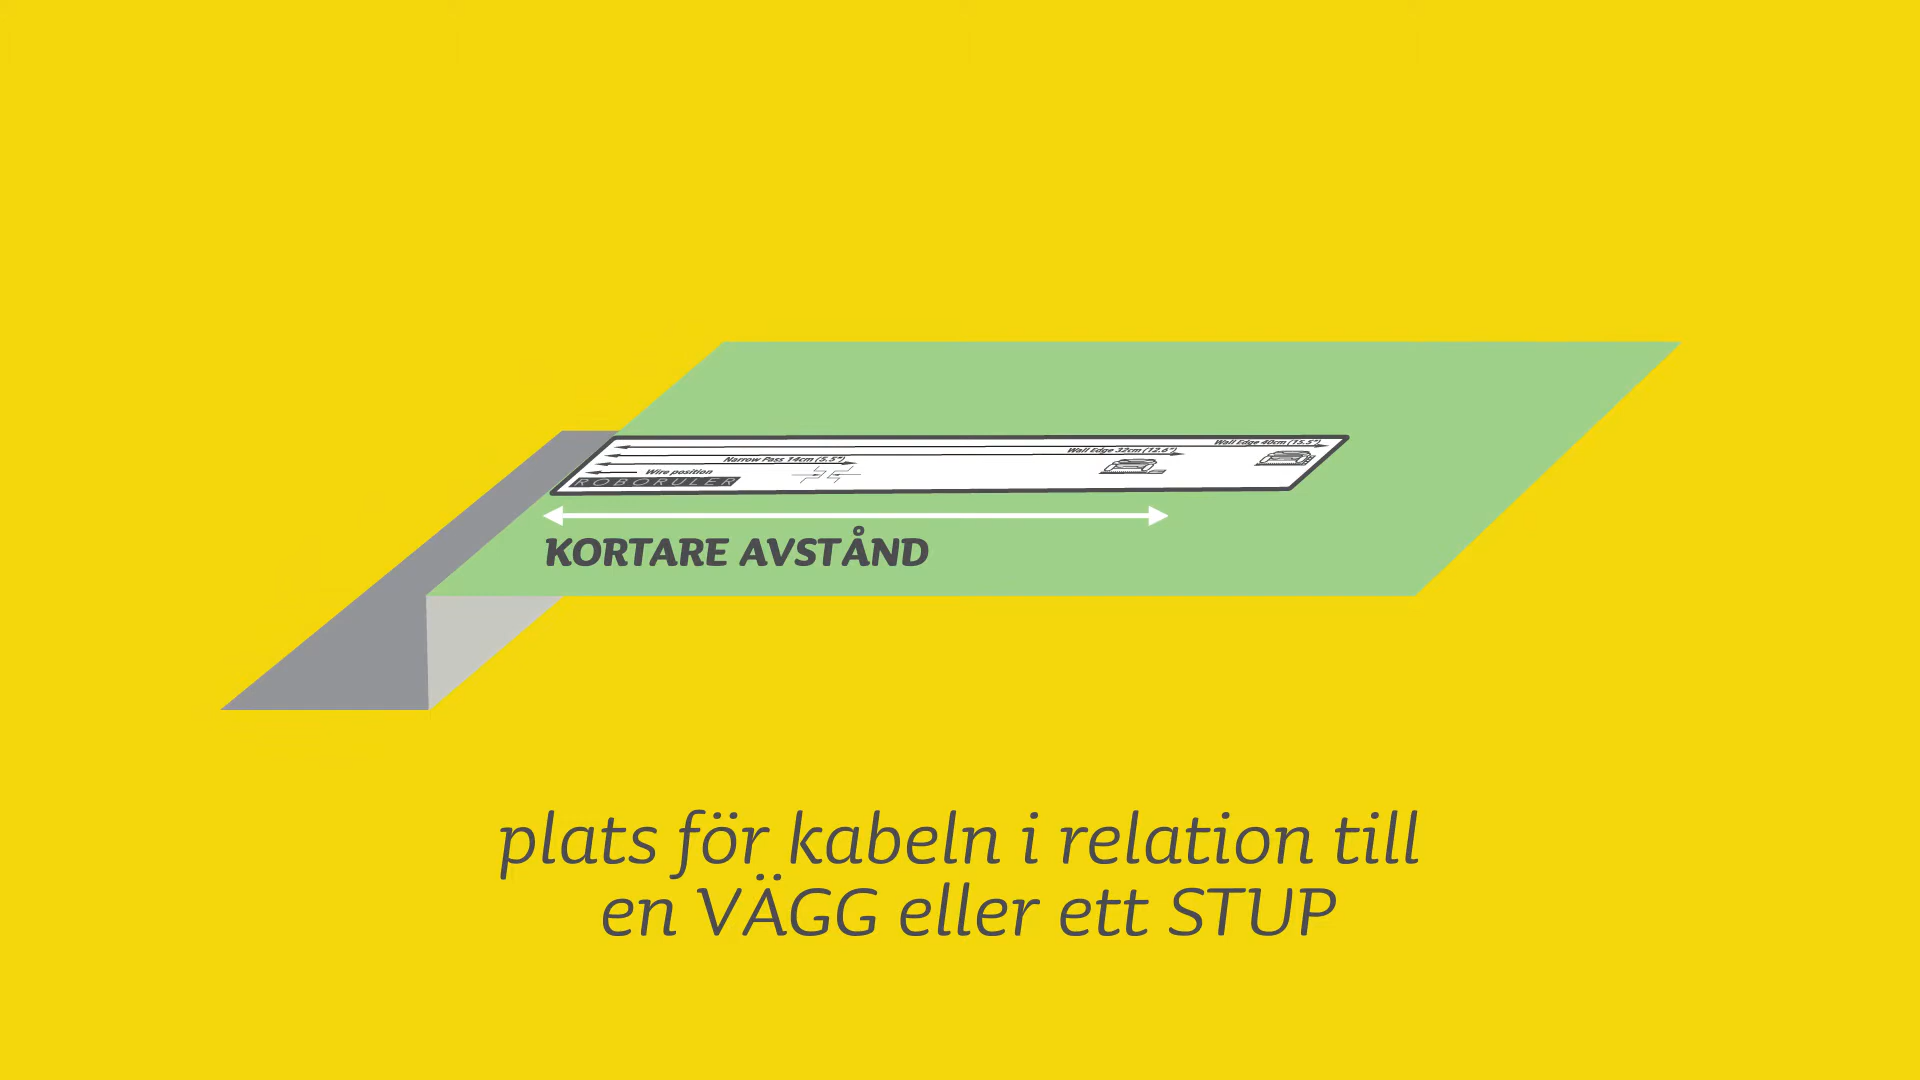 Wall Edge 40cm (15.5")
Wall Edge 32cm (12.6")
Narrow Pass 14cm (5.5")
Wire position
ROBORULER
KORTARE AVSTÅND
plats för kabeln i relation till
en VÄGG eller ett STUP